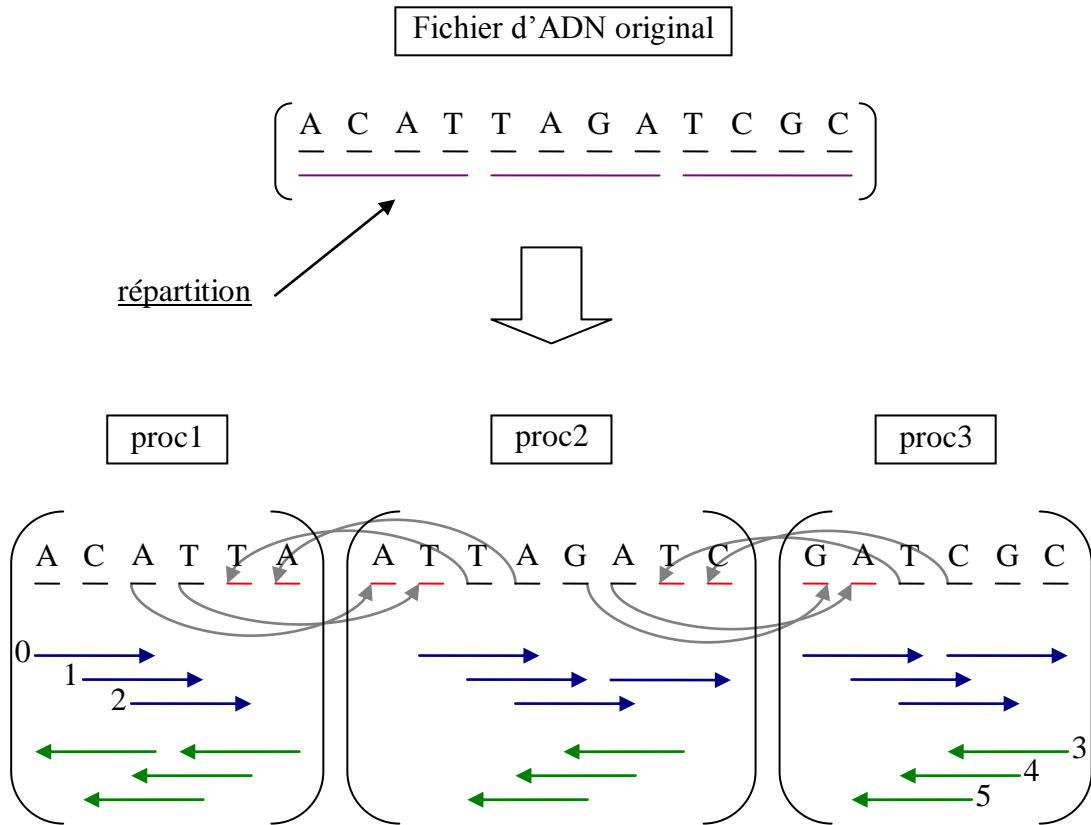 Fichier d'ADN original
A C A T T A G A T C G C
répartition
proc1 proc2 proc3
A C A T T A A T T A G A T C G A T C G C
0
1
2
3
4
5